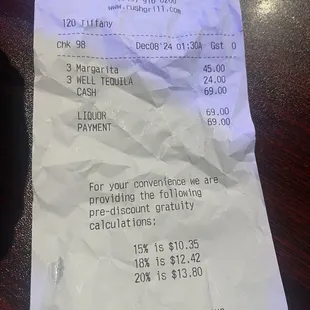 www.rushgrill.com
120 Tiffany
Chk 98 Dec08'24 01:30A Gst 0
3 Margarita 45.00
3 WELL TEQUILA 24.00
CASH 69.00
LIQUOR 69.00
PAYMENT 69.00
For your convenience we are
providing the following
pre-discount gratuity
calculations:
15% is $10.35
18% is $12.42
20% is $13.80